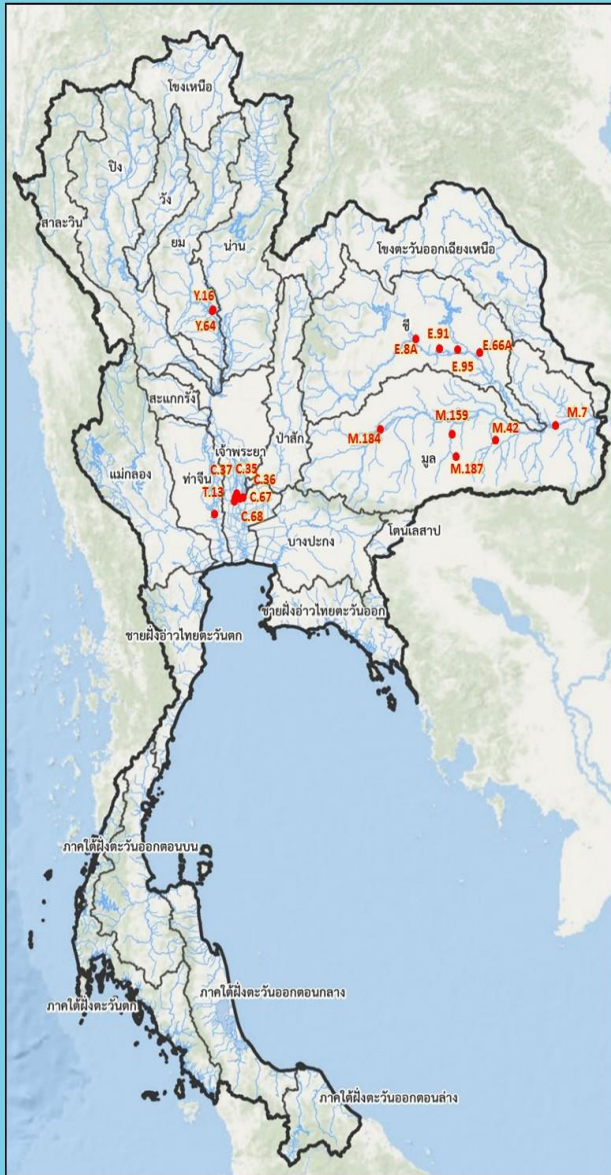 โขงเหนือ
ปิง
วัง
สาละวิน
ยม
น่าน
โขงตะวันออกเฉียงเหนือ
Y.16
Y.64
ชี
E.91
E.8A
E.66A
E.95
สะแกกรัง
ป่าสัก
M.159
M.42
M.7
M.184
เจ้าพระยา
มูล
แม่กลอง
ท่าจีน
C.37
C.35
C.36
M.187
T.13
C.67
C.68
บางปะกง
โตนเลสาป
ชายฝั่งอ่าวไทยตะวันออก
ชายฝั่งอ่าวไทยตะวันตก
ภาคใต้ฝั่งตะวันออกตอนบน
ภาคใต้ฝั่งตะวันตก
ภาคใต้ฝั่งตะวันออกตอนกลาง
ภาคใต้ฝั่งตะวันออกตอนล่าง